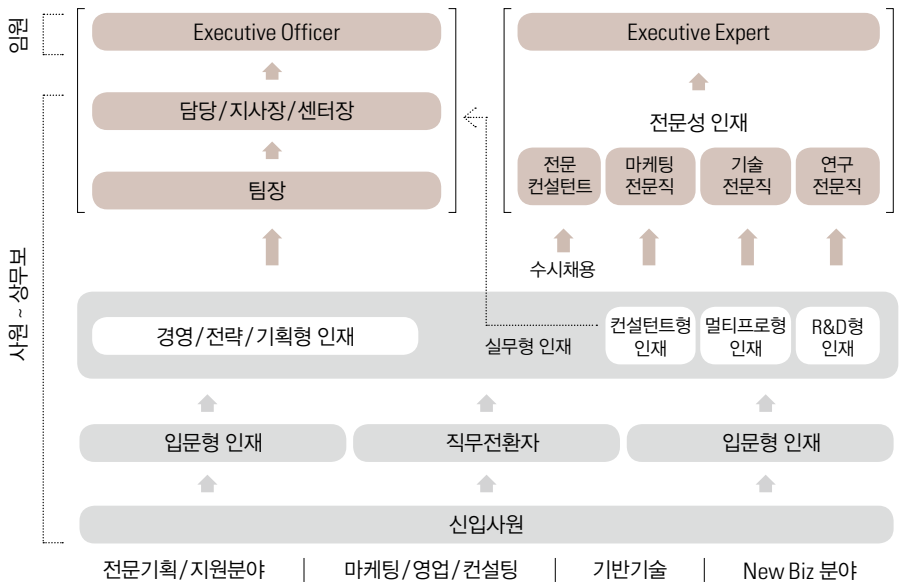 임원
Executive Officer
Executive Expert
담당/지사장/센터장
전문성 인재
팀장
전문
컨설턴트
마케팅
전문직
기술
전문직
연구
전문직
수시채용
사원 ~ 상무보
경영/전략/기획형 인재
실무형 인재
컨설턴트형
인재
멀티프로형
인재
R&D형
인재
입문형 인재
직무전환자
입문형 인재
신입사원
전문기획/지원분야
마케팅/영업/컨설팅
기반기술
New Biz 분야